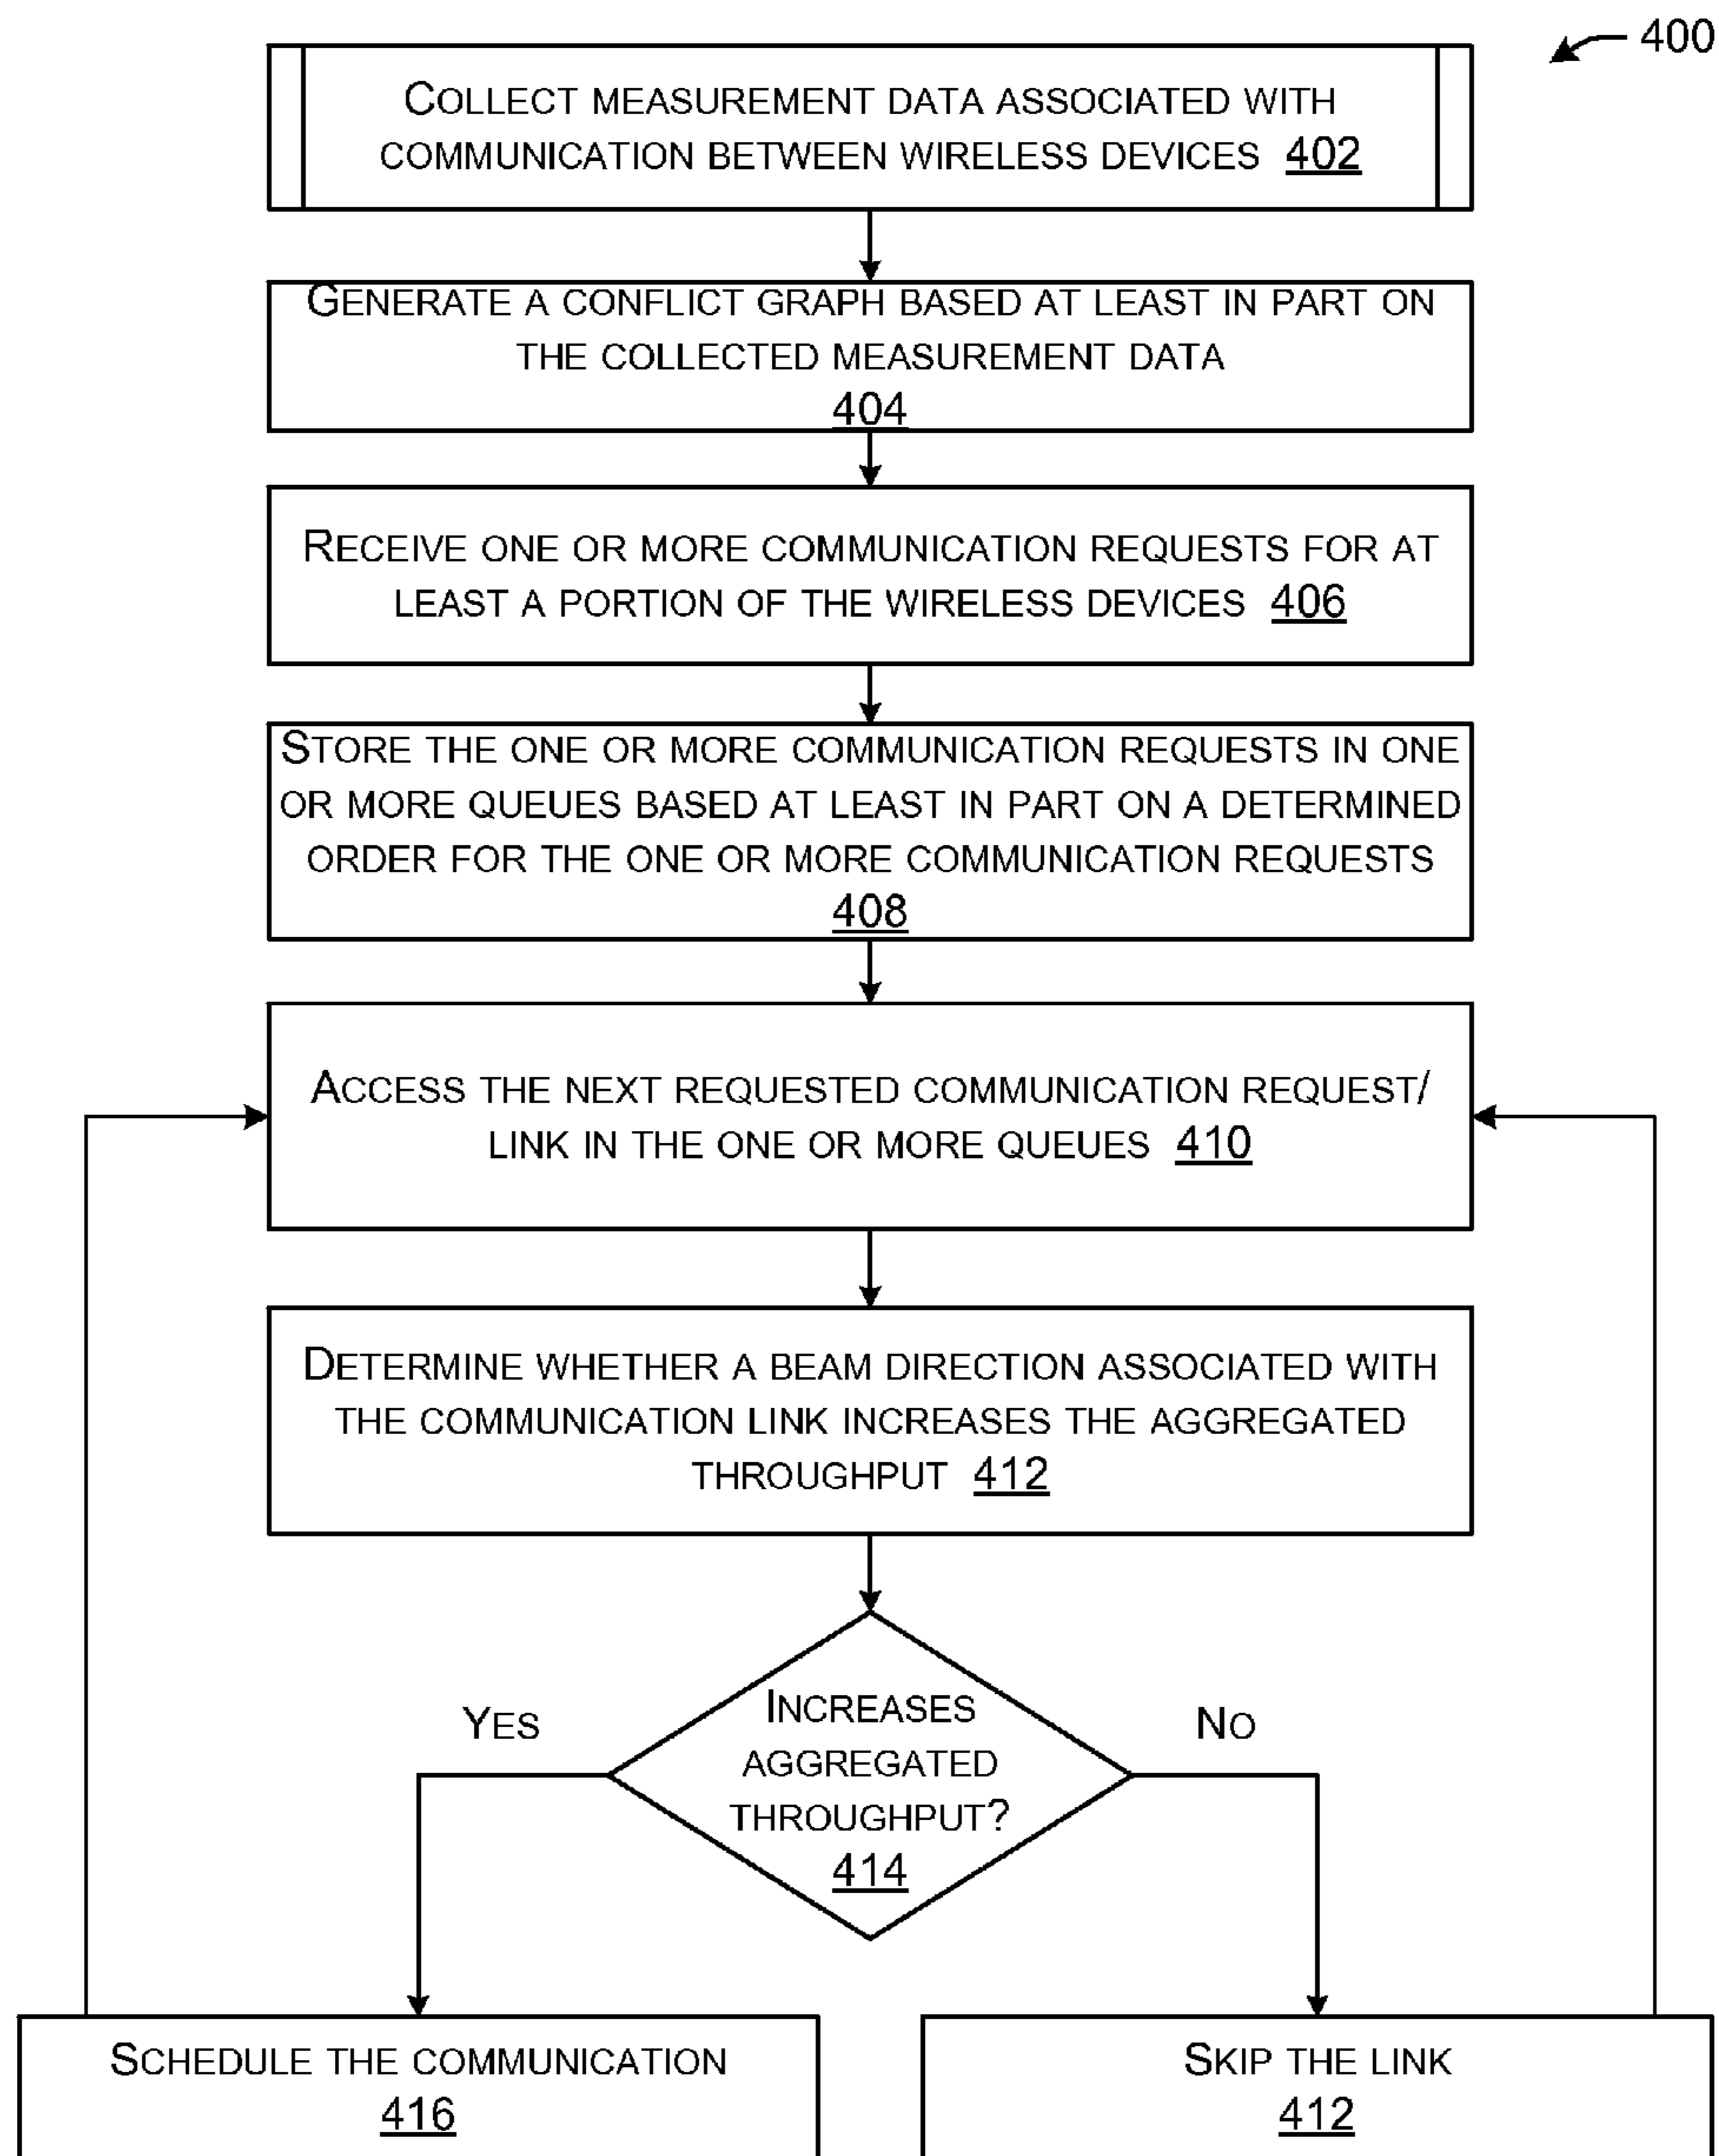 400
COLLECT MEASUREMENT DATA ASSOCIATED WITH
COMMUNICATION BETWEEN WIRELESS DEVICES 402
GENERATE A CONFLICT GRAPH BASED AT LEAST IN PART ON
THE COLLECTED MEASUREMENT DATA
404
RECEIVE ONE OR MORE COMMUNICATION REQUESTS FOR AT
LEAST A PORTION OF THE WIRELESS DEVICES 406
STORE THE ONE OR MORE COMMUNICATION REQUESTS IN ONE
OR MORE QUEUES BASED AT LEAST IN PART ON A DETERMINED
ORDER FOR THE ONE OR MORE COMMUNICATION REQUESTS
408
ACCESS THE NEXT REQUESTED COMMUNICATION REQUEST/
LINK IN THE ONE OR MORE QUEUES 410
DETERMINE WHETHER A BEAM DIRECTION ASSOCIATED WITH
THE COMMUNICATION LINK INCREASES THE AGGREGATED
THROUGHPUT 412
INCREASES
AGGREGATED
THROUGHPUT?
414
YES
NO
SCHEDULE THE COMMUNICATION
416
SKIP THE LINK
412